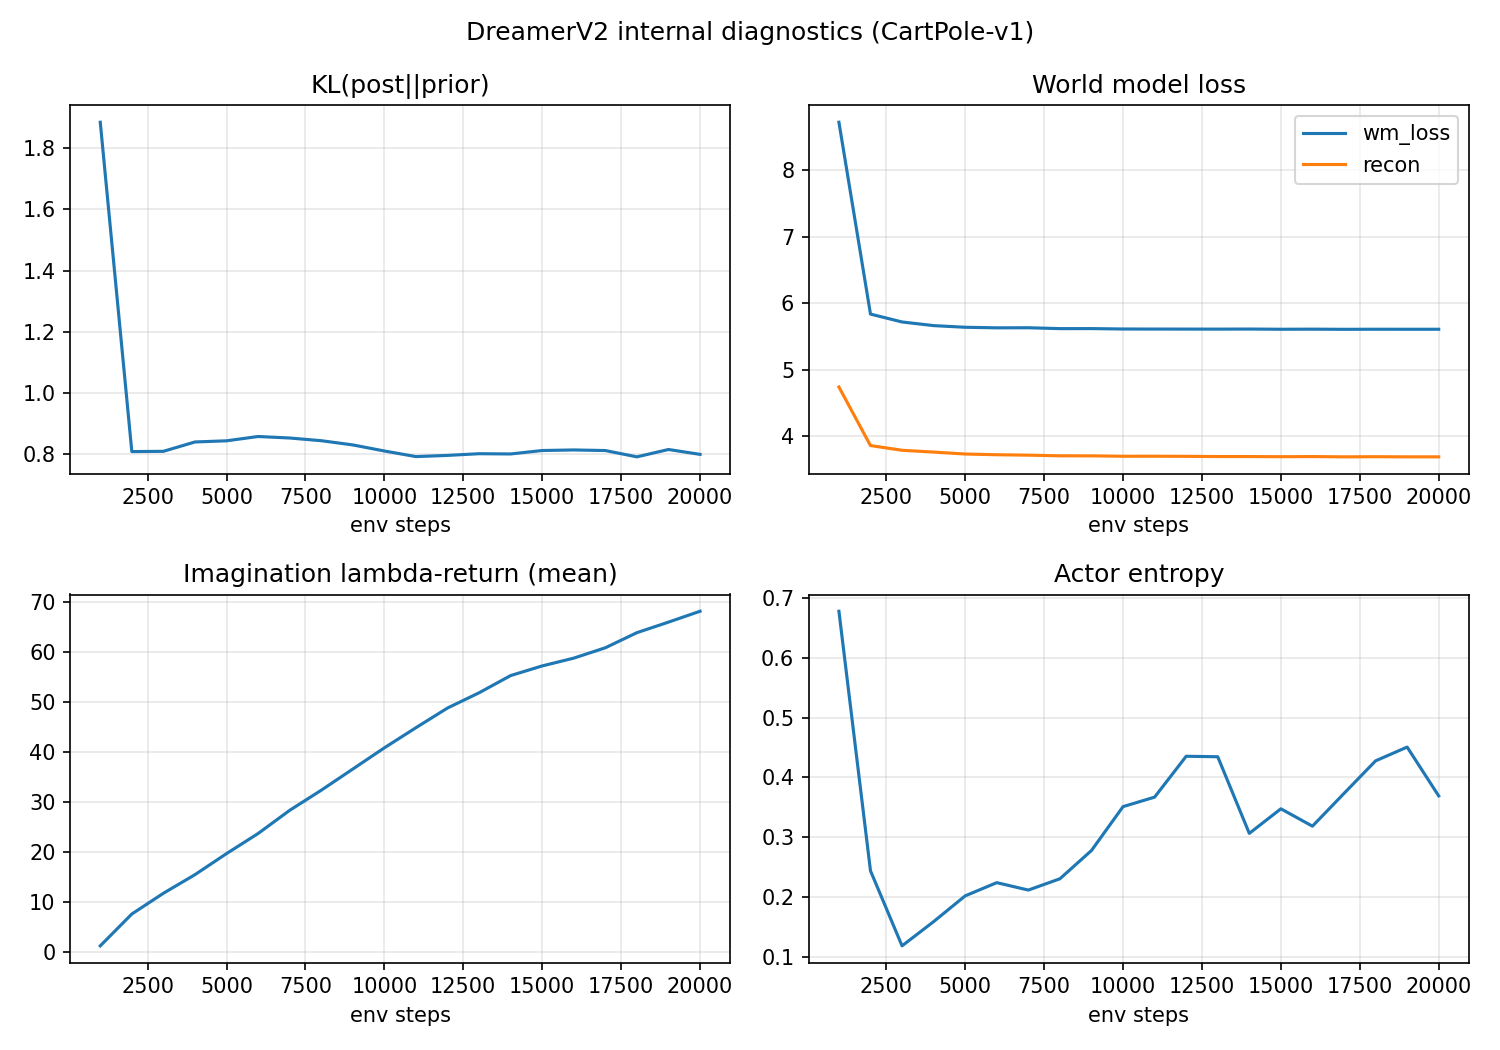 DreamerV2 internal diagnostics (CartPole-v1)
KL(post||prior)
1.8
1.6
1.4
1.2
1.0
0.8
2500 5000 7500 10000 12500 15000 17500 20000
env steps
World model loss
wm_loss
recon
8
7
6
5
4
2500 5000 7500 10000 12500 15000 17500 20000
env steps
Imagination lambda-return (mean)
70
60
50
40
30
20
10
0
2500 5000 7500 10000 12500 15000 17500 20000
env steps
Actor entropy
0.7
0.6
0.5
0.4
0.3
0.2
0.1
2500 5000 7500 10000 12500 15000 17500 20000
env steps